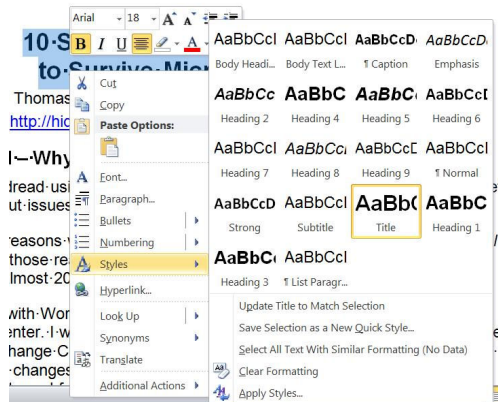 Arial 18 A A
B I U A
10·S
to·Survive·Micr
Thomas
http://hic
Why
dread·usi
ut·issues
easons·
those·rea
lmost·20
with·Wor
enter.·I·w
hange·C
·changes
Cut
Copy
Paste Options:
Font...
Paragraph...
Bullets
Numbering
Styles
Hyperlink...
Look Up
Synonyms
Translate
Additional Actions
AaBbCcI AaBbCcI AaBbCcD AaBbCcDi
Body Headi... Body Text L... ¶ Caption Emphasis
AaBbCc AaBbC AaBbC AaBbCcI
Heading 2 Heading 4 Heading 5 Heading 6
AaBbCcI AaBbCcI AaBbCcD AaBbCcI
Heading 7 Heading 8 Heading 9 ¶ Normal
AaBbCcD AaBbCcI AaBb( AaBbC
Strong Subtitle Title Heading 1
AaBbC AaBbCcI
Heading 3 ¶ List Paragr...
Update Title to Match Selection
Save Selection as a New Quick Style...
Select All Text With Similar Formatting (No Data)
Clear Formatting
Apply Styles...